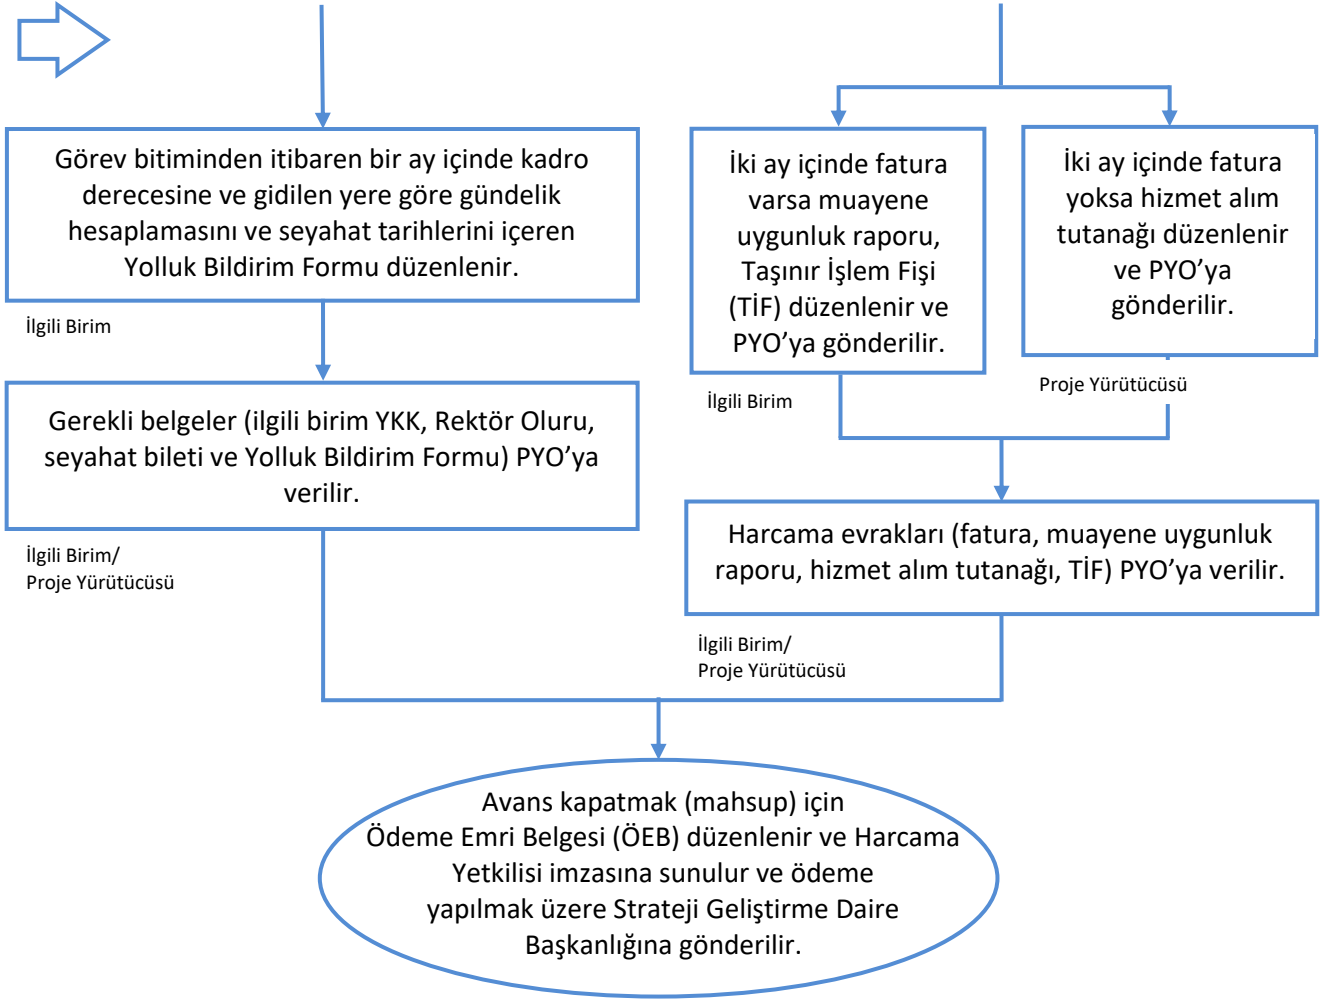 Görev bitiminden itibaren bir ay içinde kadro
derecesine ve gidilen yere göre gündelik
hesaplamasını ve seyahat tarihlerini içeren
Yolluk Bildirim Formu düzenlenir.
İlgili Birim
Gerekli belgeler (ilgili birim YKK, Rektör Oluru,
seyahat bileti ve Yolluk Bildirim Formu) PYO’ya
verilir.
İlgili Birim/
Proje Yürütücüsü
İki ay içinde fatura
varsa muayene
uygunluk raporu,
Taşınır İşlem Fişi
(TİF) düzenlenir ve
PYO’ya gönderilir.
İlgili Birim
İki ay içinde fatura
yoksa hizmet alım
tutanağı düzenlenir
ve PYO’ya
gönderilir.
Proje Yürütücüsü
Harcama evrakları (fatura, muayene uygunluk
raporu, hizmet alım tutanağı, TİF) PYO’ya verilir.
İlgili Birim/
Proje Yürütücüsü
Avans kapatmak (mahsup) için
Ödeme Emri Belgesi (ÖEB) düzenlenir ve Harcama
Yetkilisi imzasına sunulur ve ödeme
yapılmak üzere Strateji Geliştirme Daire
Başkanlığına gönderilir.